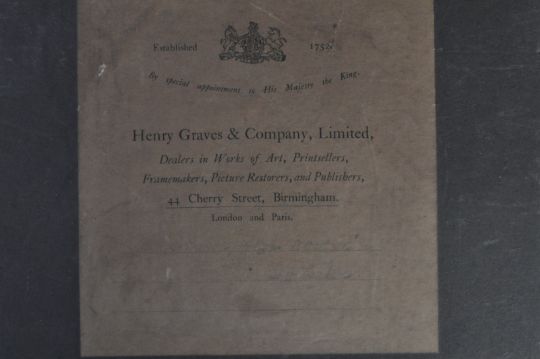 Established 1752.
By special appointment to His Majesty the King.
Henry Graves & Company, Limited,
Dealers in Works of Art, Printsellers,
Framemakers, Picture Restorers, and Publishers,
44 Cherry Street, Birmingham.
London and Paris.